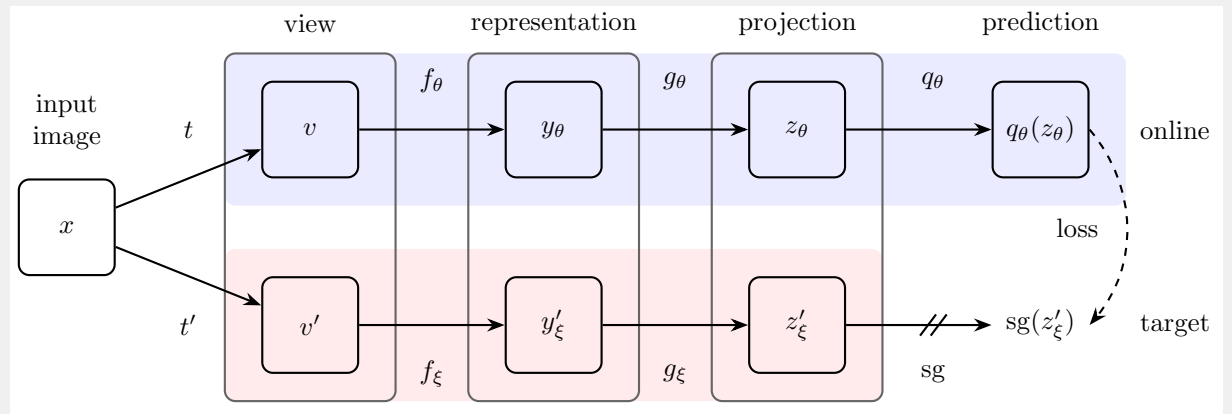 view representation projection prediction
input
image
t
f_θ g_θ q_θ
v y_θ z_θ q_θ(z_θ) online
x
loss
t′
v′ y′_ξ z′_ξ sg(z′_ξ) target
f_ξ g_ξ sg